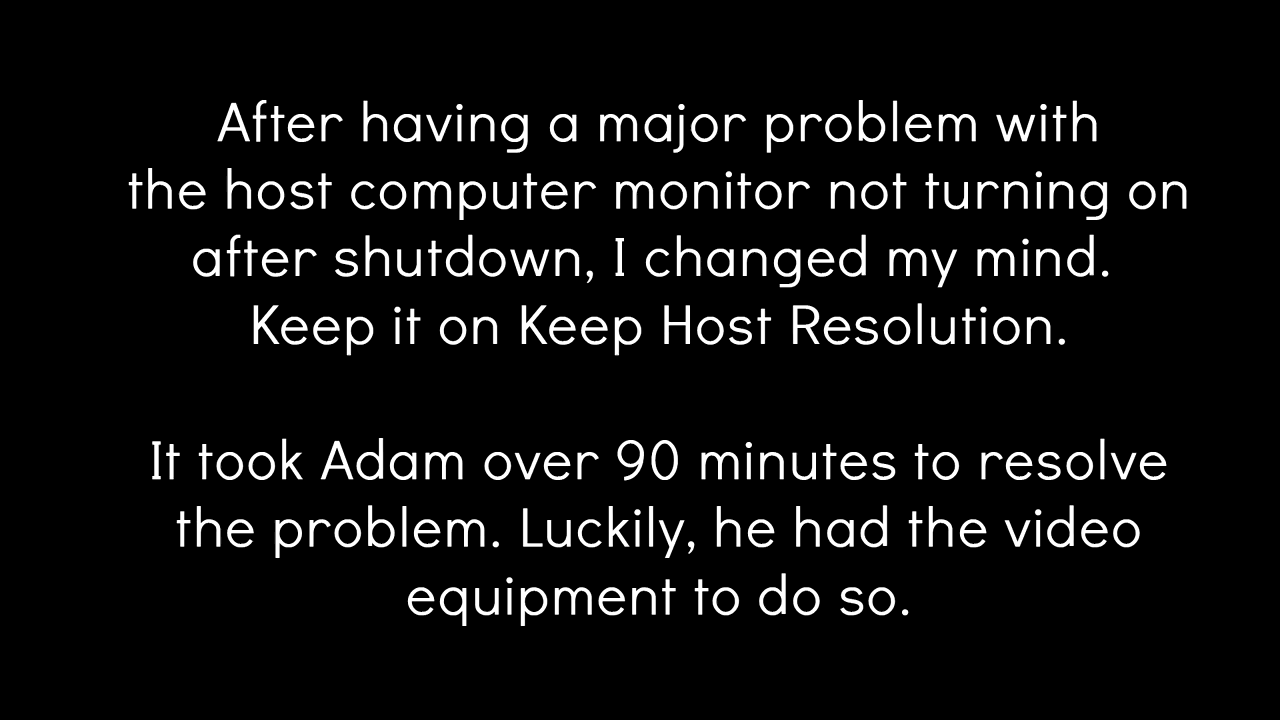 After having a major problem with
the host computer monitor not turning on
after shutdown, I changed my mind.
Keep it on Keep Host Resolution.
It took Adam over 90 minutes to resolve
the problem. Luckily, he had the video
equipment to do so.